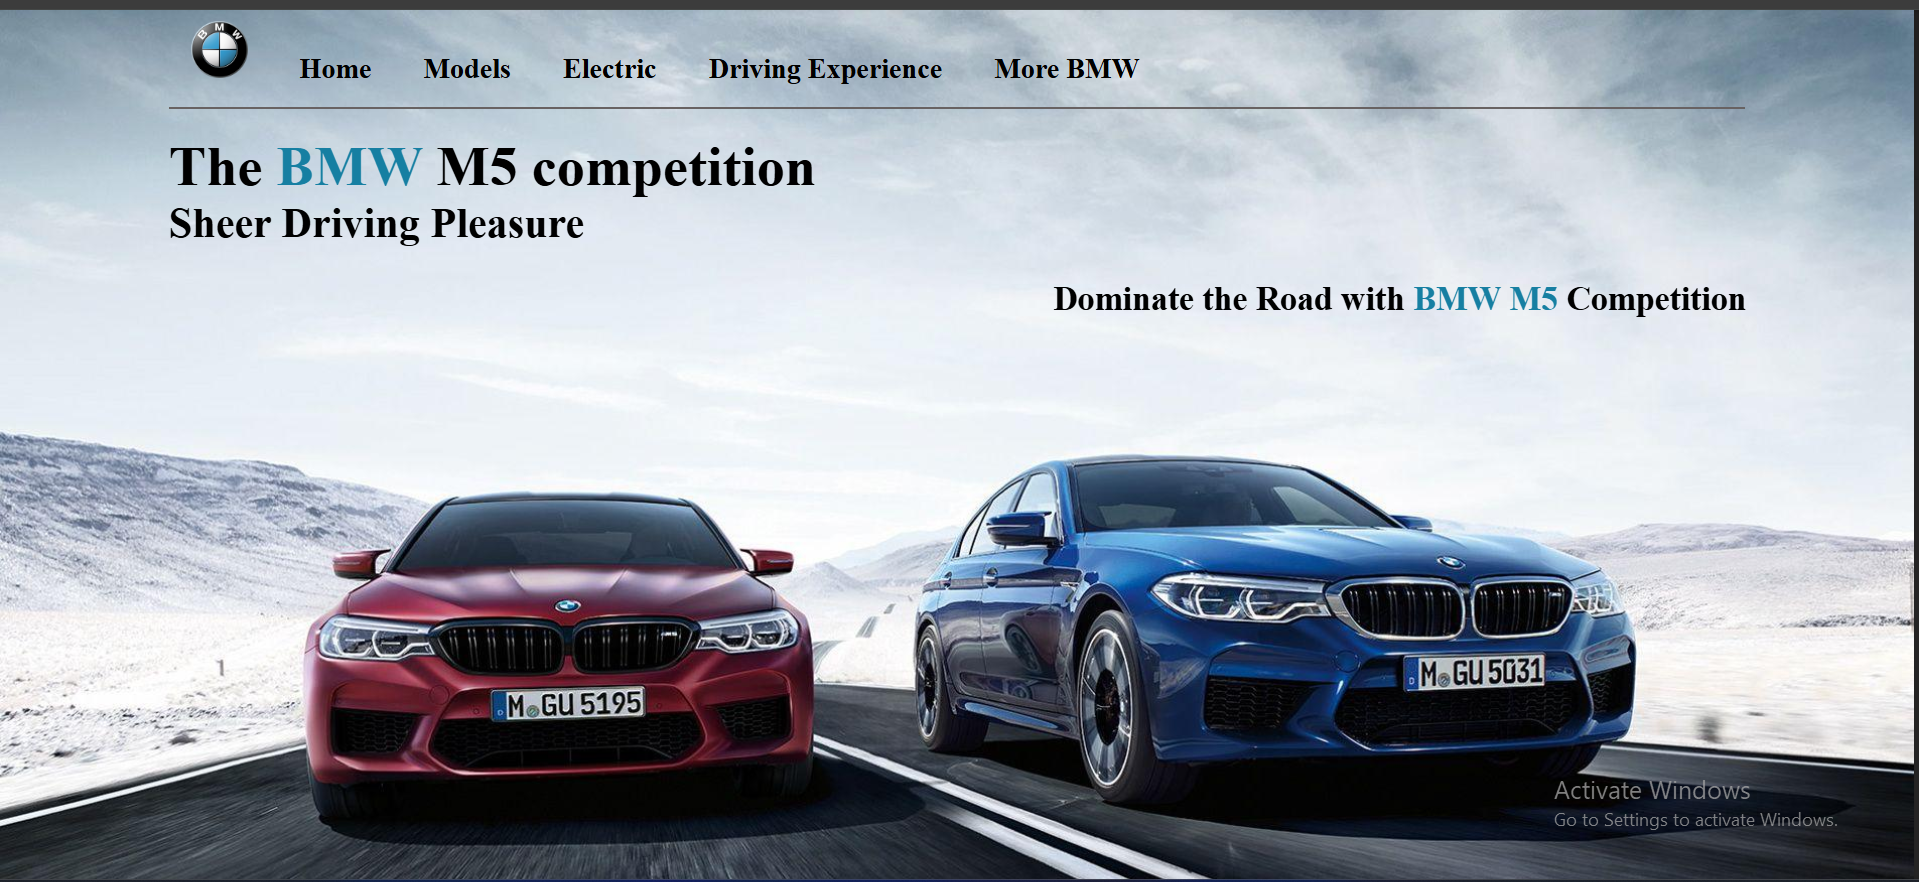 BMW
Home Models Electric Driving Experience More BMW
The BMW M5 competition
Sheer Driving Pleasure
Dominate the Road with BMW M5 Competition
M GU 5195
D M GU 5031
Activate Windows
Go to Settings to activate Windows.